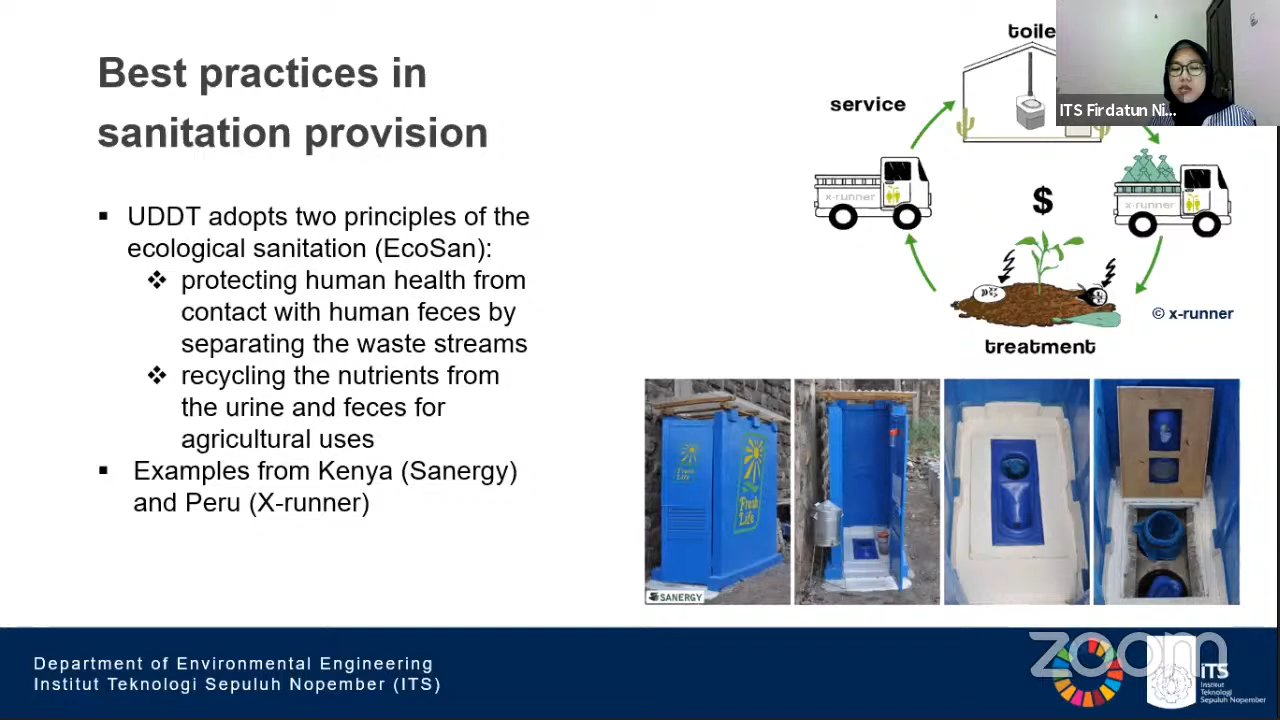 Best practices in
sanitation provision
▪ UDDT adopts two principles of the
ecological sanitation (EcoSan):
❖ protecting human health from
contact with human feces by
separating the waste streams
❖ recycling the nutrients from
the urine and feces for
agricultural uses
▪ Examples from Kenya (Sanergy)
and Peru (X-runner)
toile
service
x-runner
$
x-runner
© x-runner
treatment
ITS Firdatun Ni...
Fresh
Life
Fresh
Life
SANERGY
Department of Environmental Engineering
Institut Teknologi Sepuluh Nopember (ITS)
zoom
ITS
Institut
Teknologi
Sepuluh Nopember